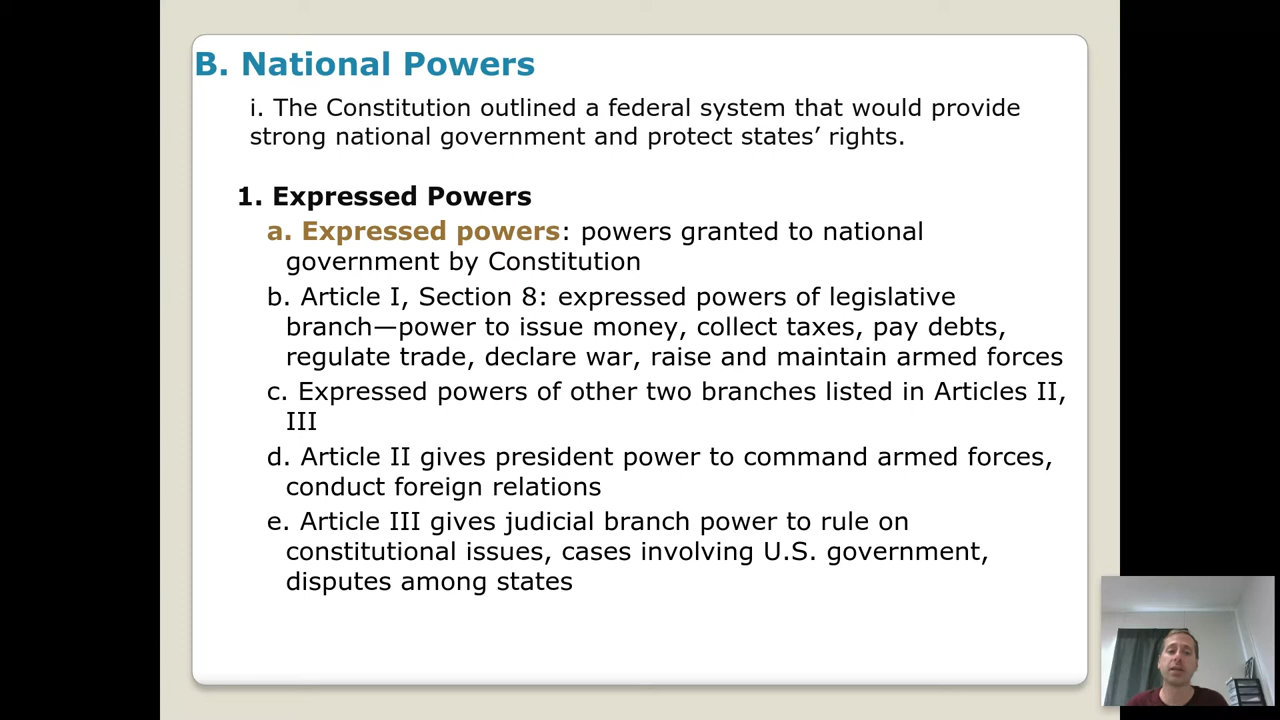 B. National Powers
i. The Constitution outlined a federal system that would provide
strong national government and protect states’ rights.
1. Expressed Powers
a. Expressed powers: powers granted to national
government by Constitution
b. Article I, Section 8: expressed powers of legislative
branch—power to issue money, collect taxes, pay debts,
regulate trade, declare war, raise and maintain armed forces
c. Expressed powers of other two branches listed in Articles II,
III
d. Article II gives president power to command armed forces,
conduct foreign relations
e. Article III gives judicial branch power to rule on
constitutional issues, cases involving U.S. government,
disputes among states